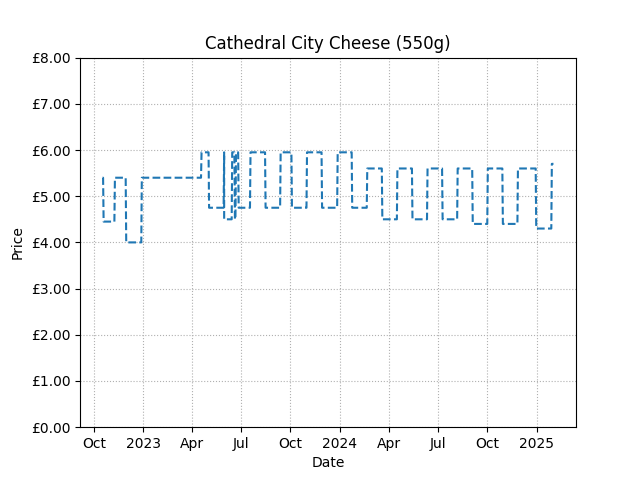 Cathedral City Cheese (550g)
£8.00
£7.00
£6.00
£5.00
£4.00
£3.00
£2.00
£1.00
£0.00
Price
Oct 2023 Apr Jul Oct 2024 Apr Jul Oct 2025
Date